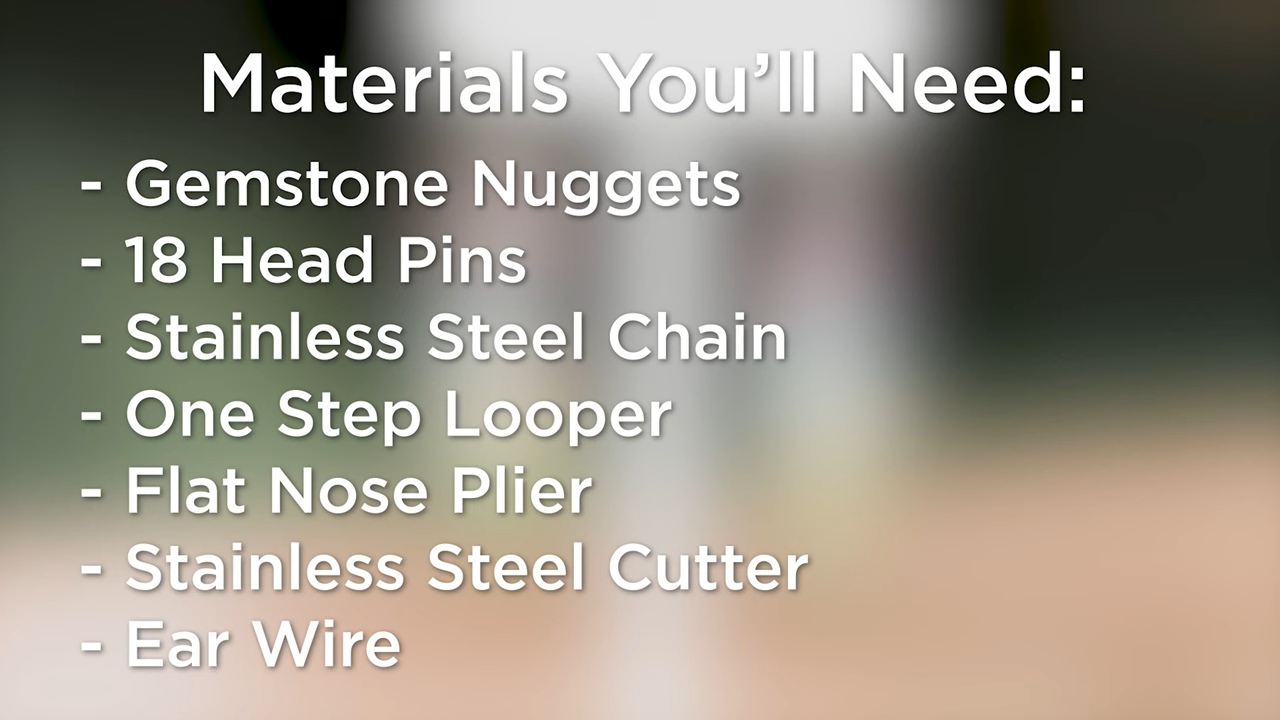 Materials You’ll Need:
- Gemstone Nuggets
- 18 Head Pins
- Stainless Steel Chain
- One Step Looper
- Flat Nose Plier
- Stainless Steel Cutter
- Ear Wire